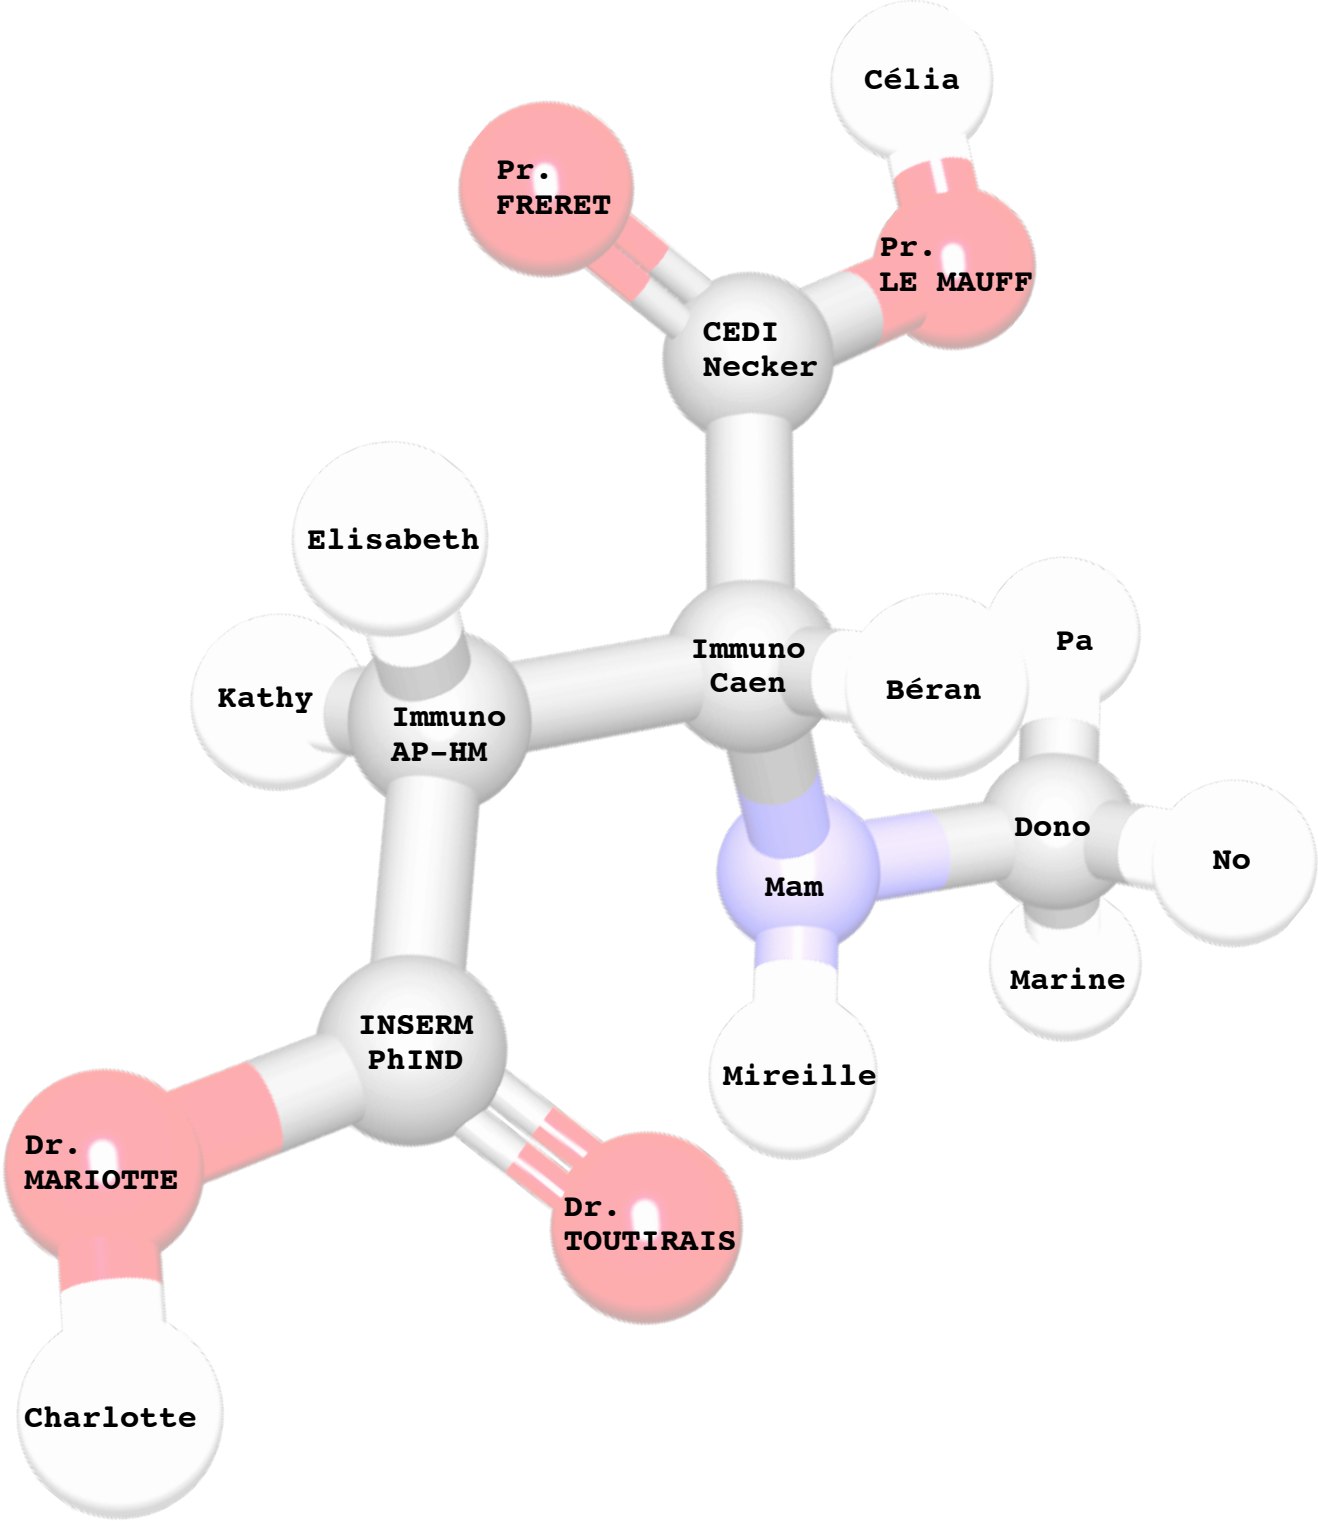 Célia
Pr.
FRERET
Pr.
LE MAUFF
CEDI
Necker
Elisabeth
Immuno
Caen
Pa
Béran
Kathy
Immuno
AP-HM
Dono
No
Mam
Marine
INSERM
PhIND
Mireille
Dr.
MARIOTTE
Dr.
TOUTIRAIS
Charlotte